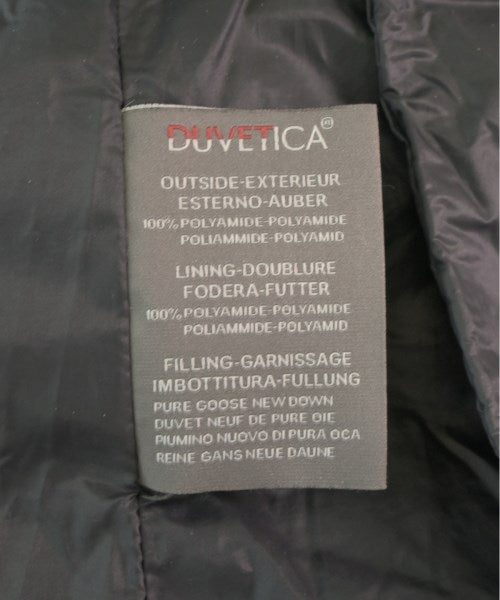 DUVETICA®
OUTSIDE-EXTERIEUR
ESTERNO-AUBER
100% POLYAMIDE-POLYAMIDE
POLIAMMIDE-POLYAMID
LINING-DOUBLURE
FODERA-FUTTER
100% POLYAMIDE-POLYAMIDE
POLIAMMIDE-POLYAMID
FILLING-GARNISSAGE
IMBOTTITURA-FULLUNG
PURE GOOSE NEW DOWN
DUVET NEUF DE PURE OIE
PIUMINO NUOVO DI PURA OCA
REINE GANS NEUE DAUNE